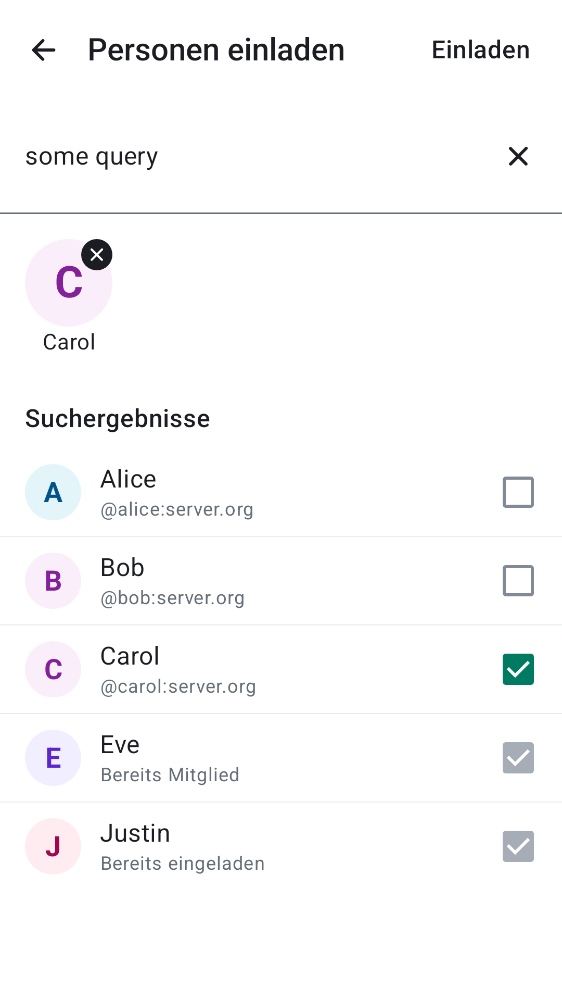 Personen einladen
Einladen
some query
C
Carol
Suchergebnisse
A
Alice
@alice:server.org
B
Bob
@bob:server.org
C
Carol
@carol:server.org
E
Eve
Bereits Mitglied
J
Justin
Bereits eingeladen